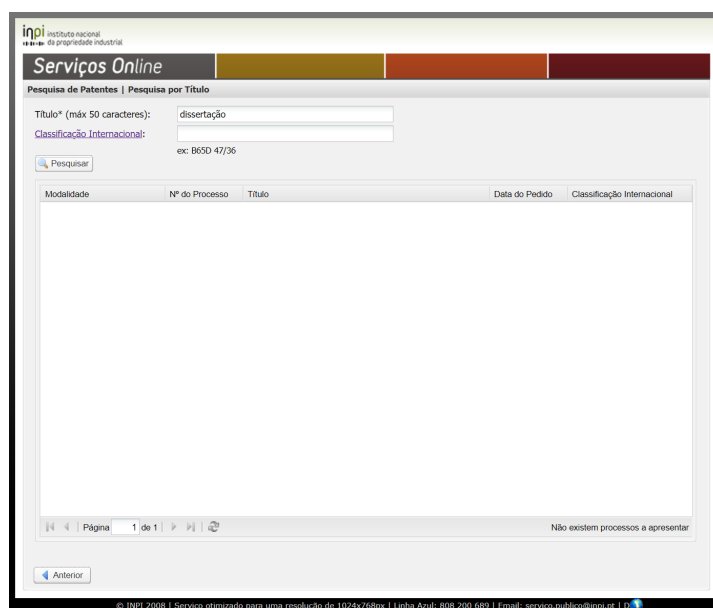 inpi instituto nacional
da propriedade industrial
Serviços Online
Pesquisa de Patentes | Pesquisa por Título
Título* (máx 50 caracteres): dissertação
Classificação Internacional:
ex: B65D 47/36
Pesquisar
Modalidade Nº do Processo Título Data do Pedido Classificação Internacional
Página 1 de 1 Não existem processos a apresentar
Anterior
© INPI 2008 | Serviço otimizado para uma resolução de 1024x768px | Linha Azul: 808 200 689 | Email: servico.publico@inpi.pt | D